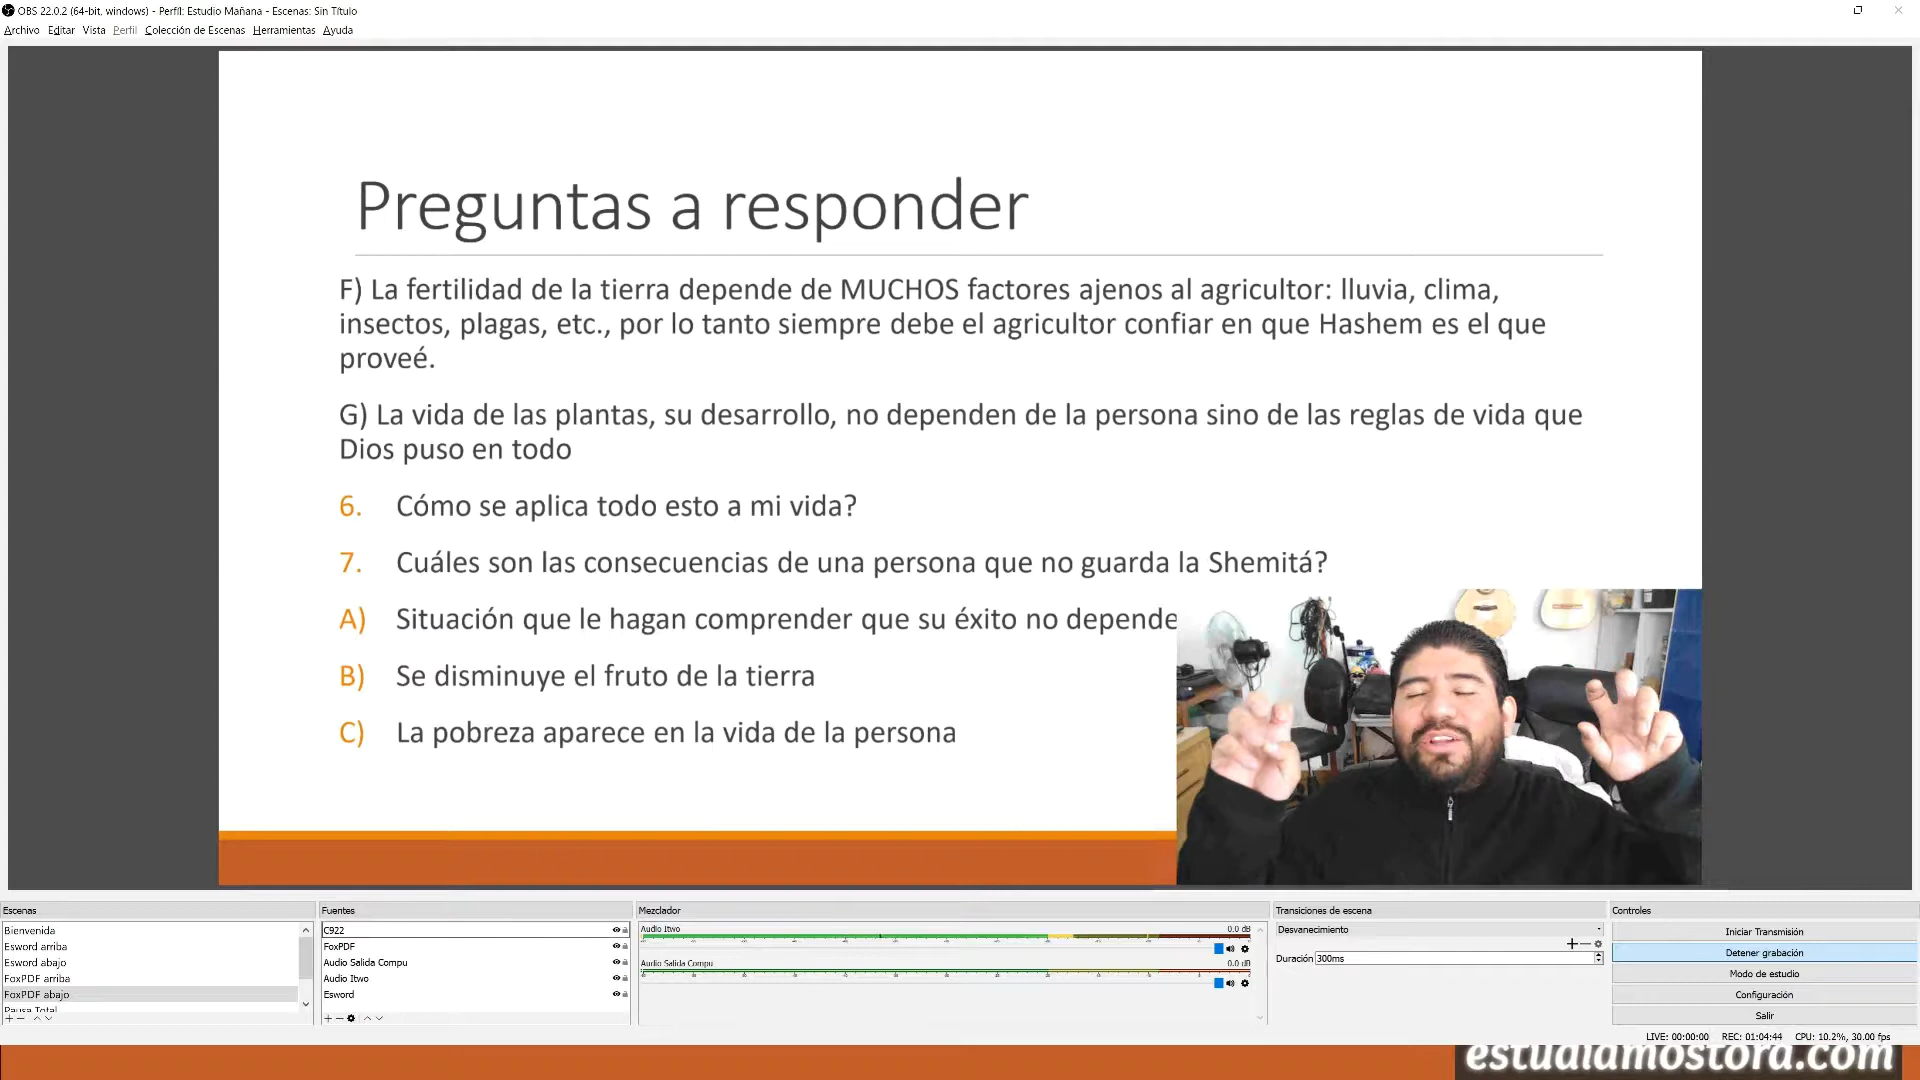 OBS 22.0.2 (64-bit, windows) - Perfil: Estudio Mañana - Escenas: Sin Título
Archivo Editar Vista Perfil Colección de Escenas Herramientas Ayuda
Preguntas a responder
F) La fertilidad de la tierra depende de MUCHOS factores ajenos al agricultor: lluvia, clima,
insectos, plagas, etc., por lo tanto siempre debe el agricultor confiar en que Hashem es el que
proveé.
G) La vida de las plantas, su desarrollo, no dependen de la persona sino de las reglas de vida que
Dios puso en todo
6. Cómo se aplica todo esto a mi vida?
7. Cuáles son las consecuencias de una persona que no guarda la Shemitá?
A) Situación que le hagan comprender que su éxito no depende
B) Se disminuye el fruto de la tierra
C) La pobreza aparece en la vida de la persona
Escenas
Bienvenida
Esword arriba
Esword abajo
FoxPDF arriba
FoxPDF abajo
Pausa Total
Fuentes
C922
FoxPDF
Audio Salida Compu
Audio Itwo
Esword
Mezclador
Audio Itwo 0.0 dB
Audio Salida Compu 0.0 dB
Transiciones de escena
Desvanecimiento
Duración 300ms
Controles
Iniciar Transmisión
Detener grabación
Modo de estudio
Configuración
Salir
LIVE: 00:00:00 REC: 01:04:44 CPU: 10.2%, 30.00 fps
estudiamostora.com